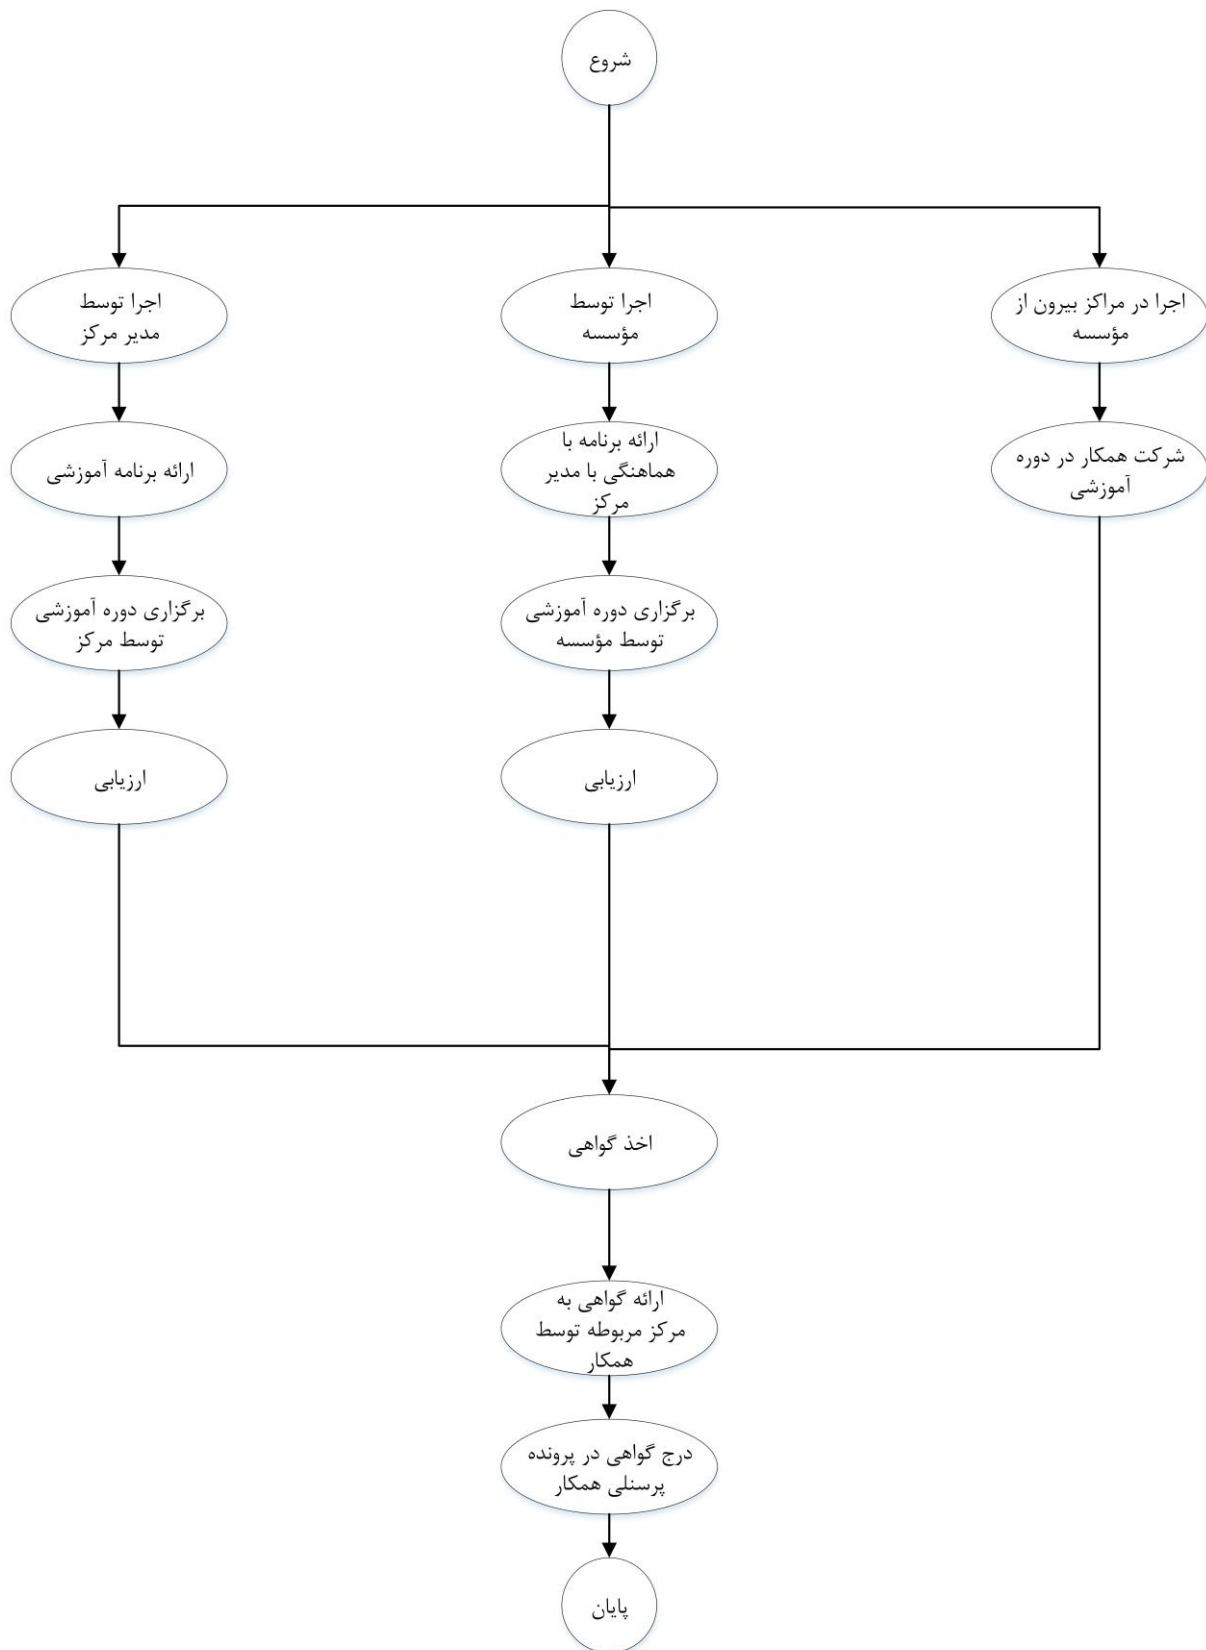 شروع
اجرا در مراکز بیرون از
مؤسسه
اجرا توسط
مؤسسه
اجرا توسط
مدیر مرکز
شرکت همکار در دوره
آموزشی
ارائه برنامه با
هماهنگی با مدیر
مرکز
ارائه برنامه آموزشی
برگزاری دوره آموزشی
توسط مؤسسه
برگزاری دوره آموزشی
توسط مرکز
ارزیابی
ارزیابی
اخذ گواهی
ارائه گواهی به
مرکز مربوطه توسط
همکار
درج گواهی در پرونده
پرسنلی همکار
پایان